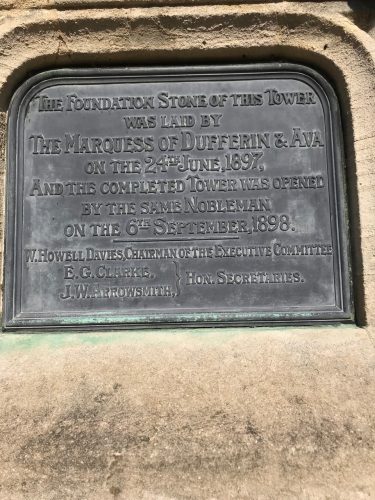 THE FOUNDATION STONE OF THIS TOWER
WAS LAID BY
THE MARQUESS OF DUFFERIN & AVA
ON THE 24TH JUNE, 1897,
AND THE COMPLETED TOWER WAS OPENED
BY THE SAME NOBLEMAN
ON THE 6TH SEPTEMBER, 1898.
W. HOWELL DAVIES, CHAIRMAN OF THE EXECUTIVE COMMITTEE
E. G. CLARKE,
J. W. ARROWSMITH, } HON. SECRETARIES.